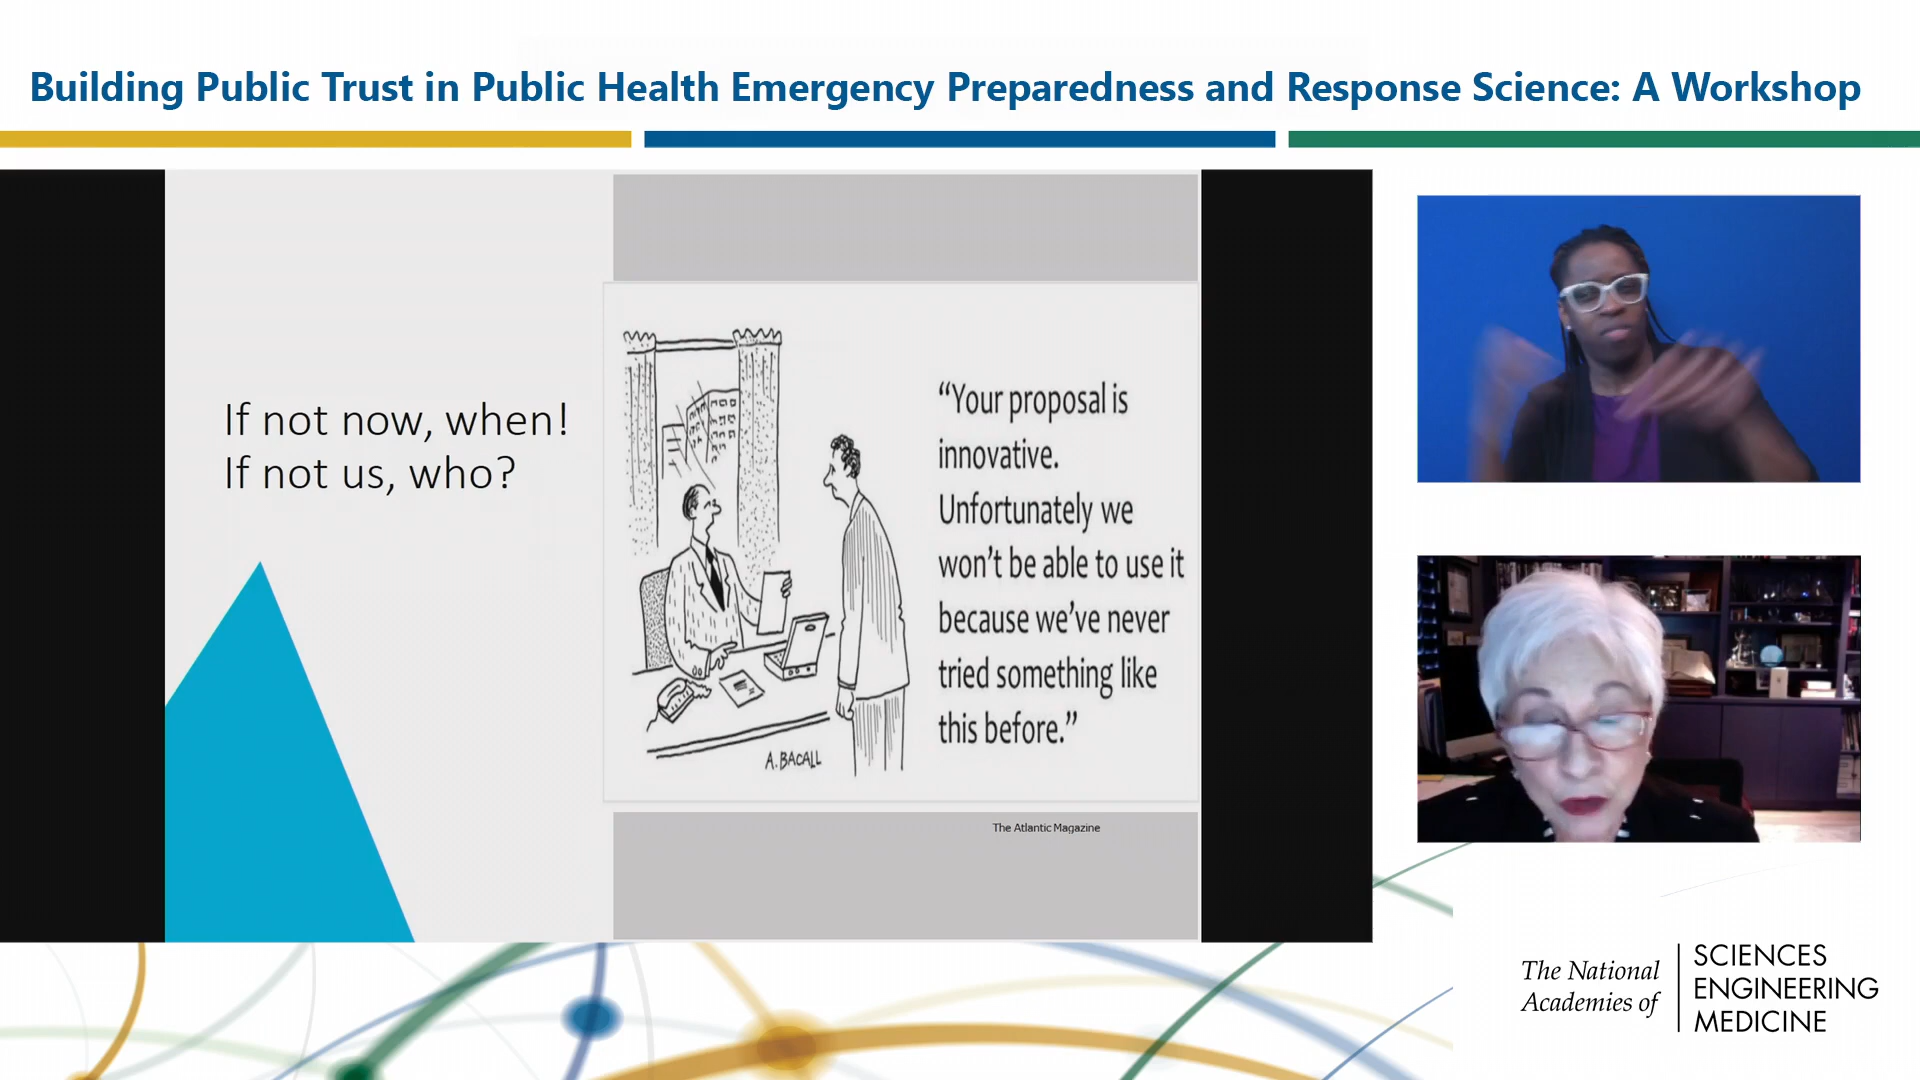 Building Public Trust in Public Health Emergency Preparedness and Response Science: A Workshop
If not now, when!
If not us, who?
“Your proposal is
innovative.
Unfortunately we
won’t be able to use it
because we’ve never
tried something like
this before.”
A. BACALL
The Atlantic Magazine
The National
Academies of
SCIENCES
ENGINEERING
MEDICINE